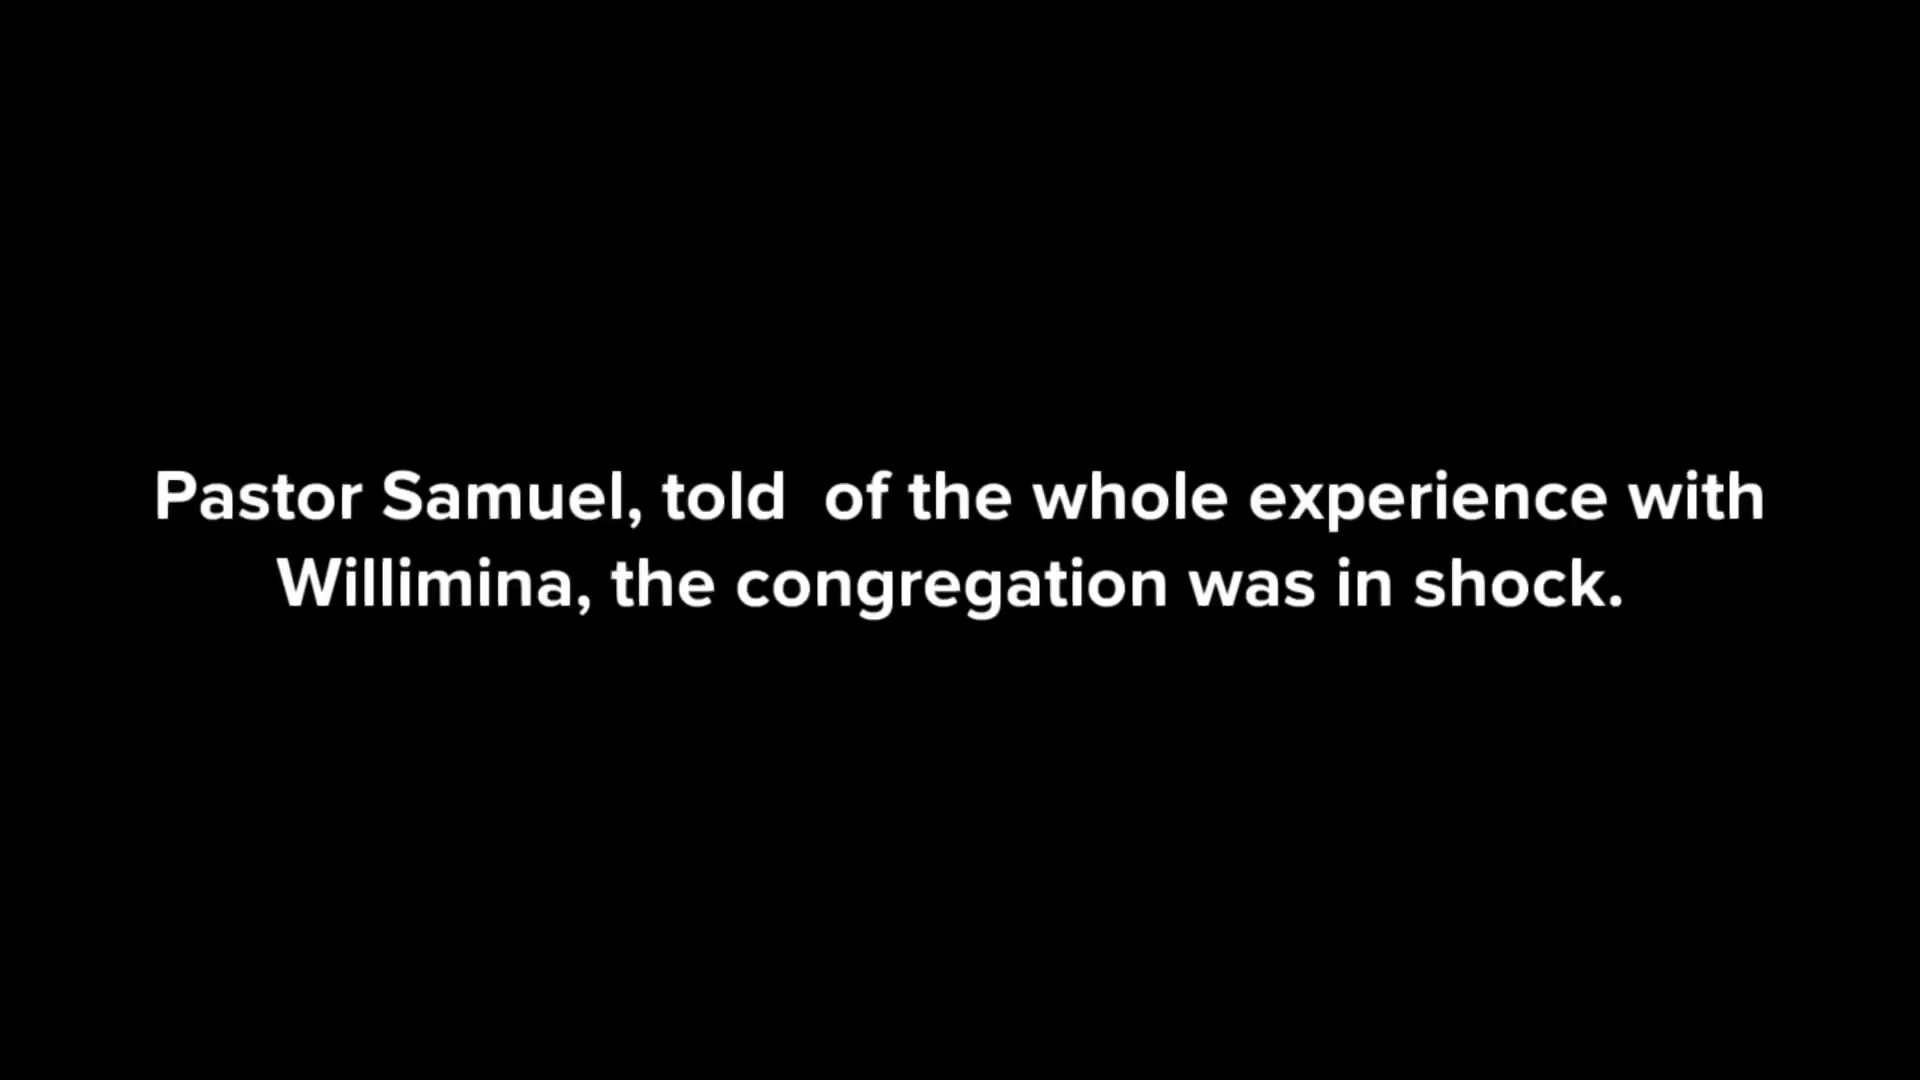 Pastor Samuel, told  of the whole experience with
Willimina, the congregation was in shock.